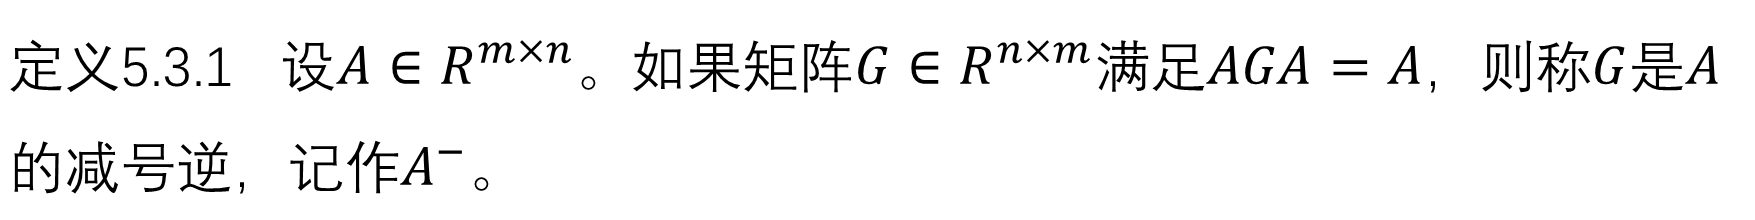 定义5.3.1 设𝐴 ∈ 𝑅^{𝑚×𝑛}。如果矩阵𝐺 ∈ 𝑅^{𝑛×𝑚}满足𝐴𝐺𝐴 = 𝐴，则称𝐺是𝐴
的减号逆，记作𝐴^{−}。